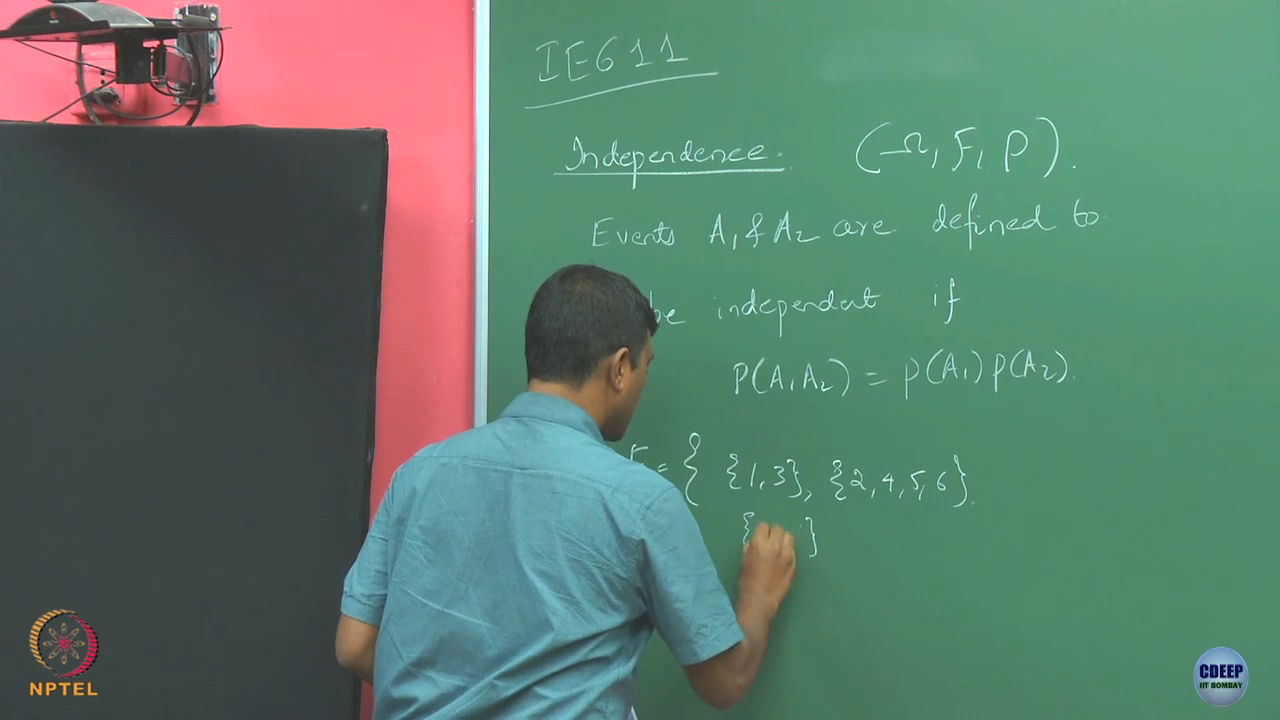 IE611
Independence. (Ω, F, P).
Events A₁ & A₂ are defined to
be independent if
P(A₁A₂) = P(A₁)P(A₂).
F = { {1,3}, {2,4,5,6}
{ }
NPTEL
CDEEP
IIT BOMBAY